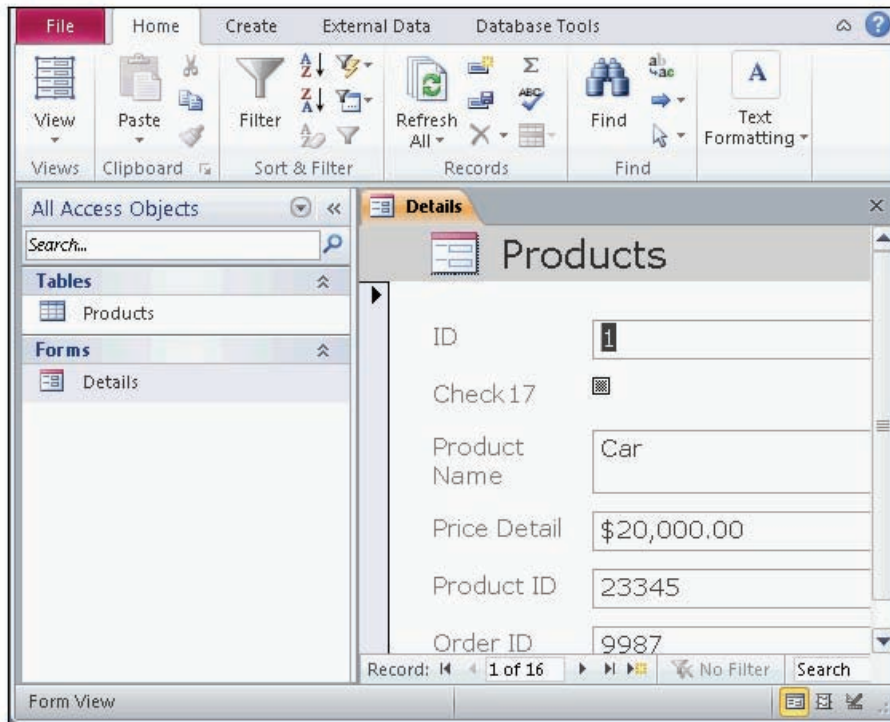 File Home Create External Data Database Tools
View Paste Filter Refresh All Find Text Formatting
Views Clipboard Sort & Filter Records Find
All Access Objects
Search...
Tables
Products
Forms
Details
Details
Products
ID 1
Check17
Product Name Car
Price Detail $20,000.00
Product ID 23345
Order ID 9987
Record: 1 of 16 No Filter Search
Form View